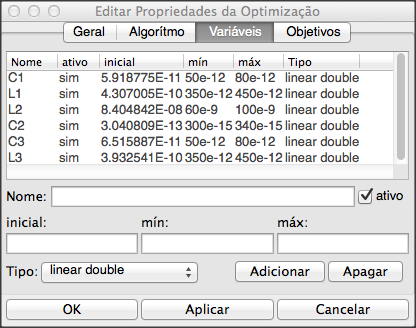 Editar Propriedades da Optimização
Geral Algorítmo Variáveis Objetivos
Nome ativo inicial mín máx Tipo
C1 sim 5.918775E-11 50e-12 80e-12 linear double
L1 sim 4.307005E-10 350e-12 450e-12 linear double
L2 sim 8.404842E-08 60e-9 100e-9 linear double
C2 sim 3.040809E-13 300e-15 340e-15 linear double
C3 sim 6.515887E-11 50e-12 80e-12 linear double
L3 sim 3.932541E-10 350e-12 450e-12 linear double
Nome: ativo
inicial: mín: máx:
Tipo: linear double Adicionar Apagar
OK Aplicar Cancelar